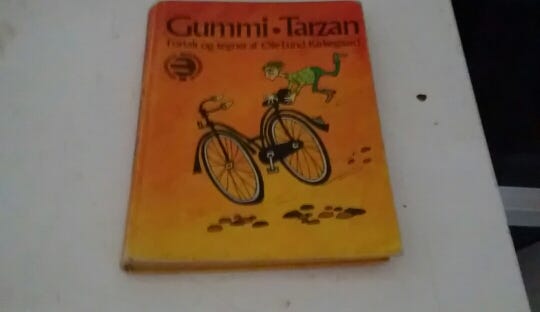 Gummi·Tarzan
Fortalt og tegnet af Ole Lund Kirkegaard